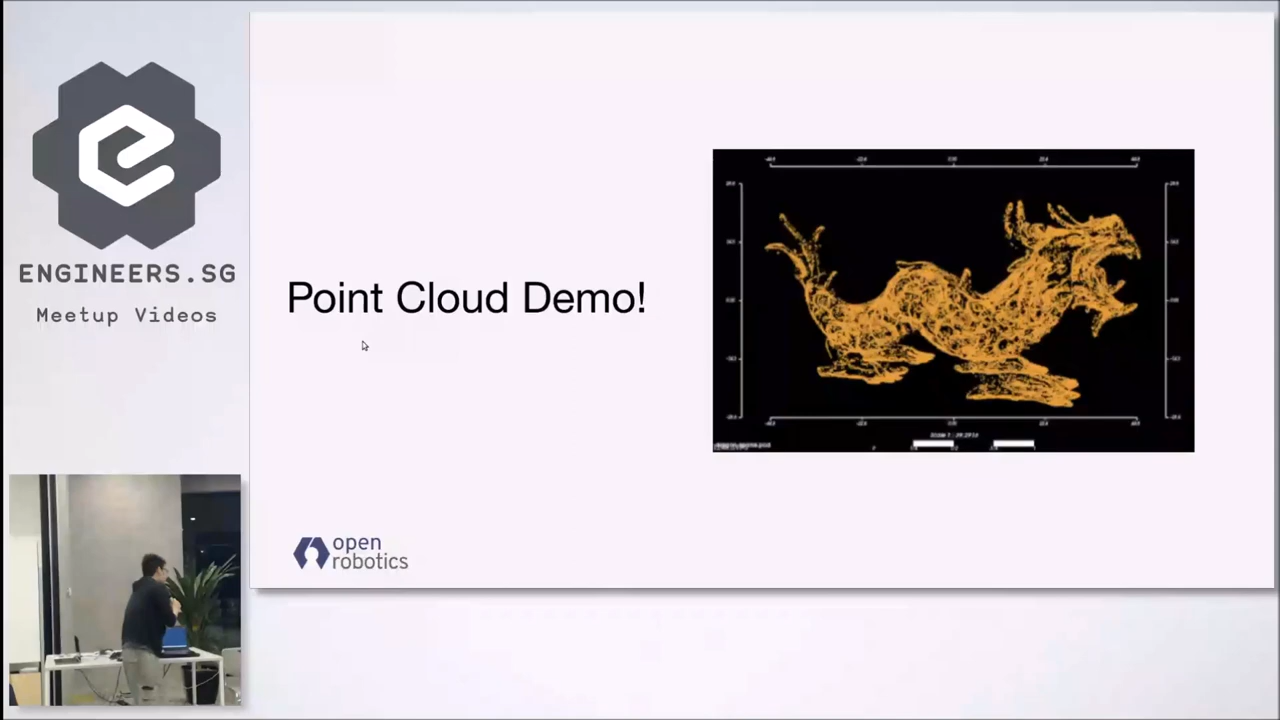 ENGINEERS.SG
Meetup Videos
Point Cloud Demo!
open
robotics